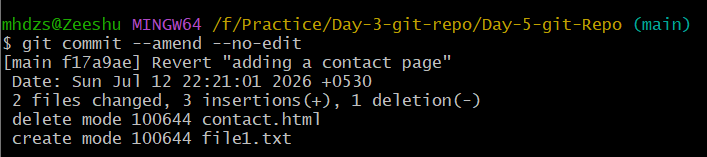 mhdzs@Zeeshu MINGW64 /f/Practice/Day-3-git-repo/Day-5-git-Repo (main)
$ git commit --amend --no-edit
[main f17a9ae] Revert "adding a contact page"
 Date: Sun Jul 12 22:21:01 2026 +0530
 2 files changed, 3 insertions(+), 1 deletion(-)
 delete mode 100644 contact.html
 create mode 100644 file1.txt